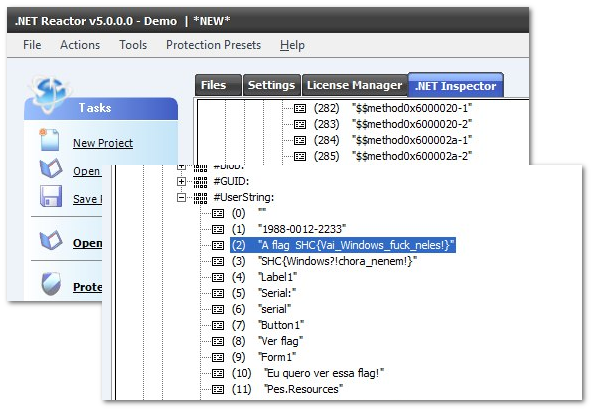 .NET Reactor v5.0.0.0 - Demo | *NEW*
File Actions Tools Protection Presets Help
Tasks
New Project
Open
Save
Open
Prote
Files Settings License Manager .NET Inspector
(282) "$$method0x6000020-1"
(283) "$$method0x6000020-2"
(284) "$$method0x600002a-1"
(285) "$$method0x600002a-2"
#Blob:
#GUID:
#UserString:
(0) ""
(1) "1988-0012-2233"
(2) "A flag SHC{Vai_Windows_fuck_neles!}"
(3) "SHC{Windows?!chora_nenem!}"
(4) "Label1"
(5) "Serial:"
(6) "serial"
(7) "Button1"
(8) "Ver flag"
(9) "Form1"
(10) "Eu quero ver essa flag!"
(11) "Pes.Resources"